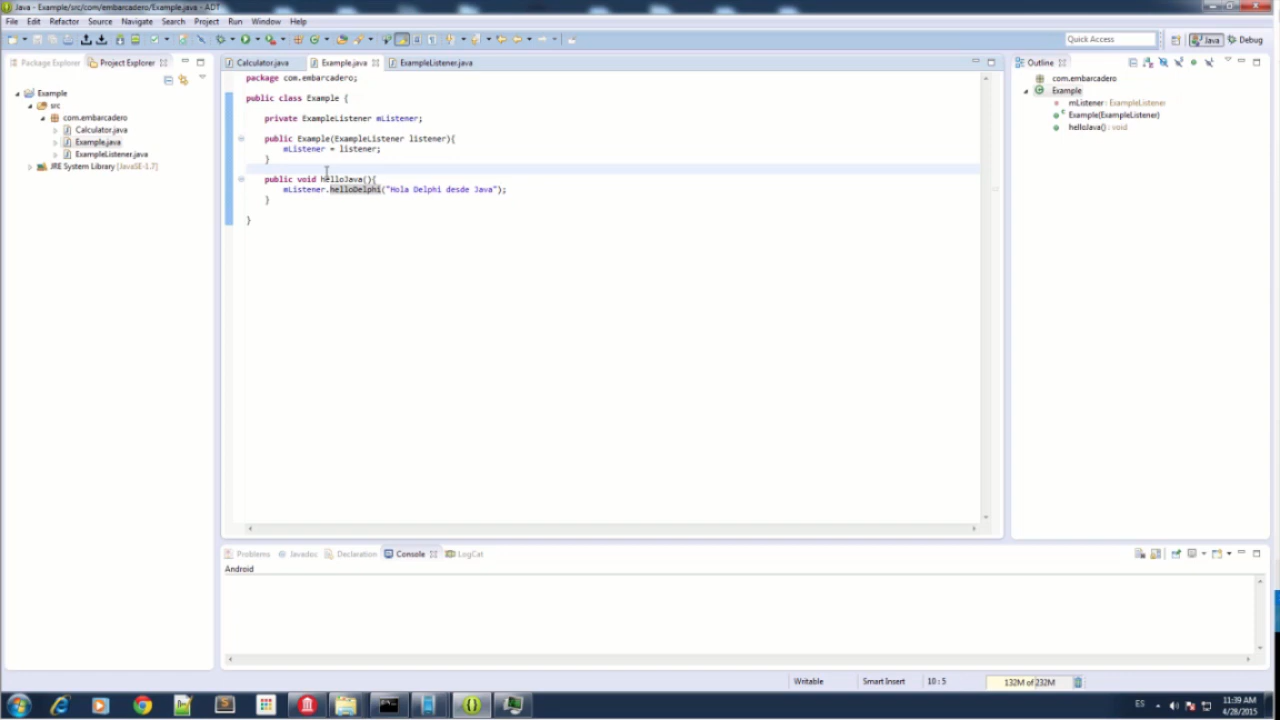 Java - Example/src/com/embarcadero/Example.java - ADT
File Edit Refactor Source Navigate Search Project Run Window Help
Quick Access
Java
Debug
Package Explorer
Project Explorer
Example
src
com.embarcadero
Calculator.java
Example.java
ExampleListener.java
JRE System Library [JavaSE-1.7]
Calculator.java
Example.java
ExampleListener.java
package com.embarcadero;
public class Example {
private ExampleListener mListener;
public Example(ExampleListener listener){
mListener = listener;
}
public void helloJava(){
mListener.helloDelphi("Hola Delphi desde Java");
}
}
Outline
com.embarcadero
Example
mListener : ExampleListener
Example(ExampleListener)
helloJava() : void
Problems
Javadoc
Declaration
Console
LogCat
Android
Writable
Smart Insert
10 : 5
132M of 232M
ES
11:39 AM
4/28/2015